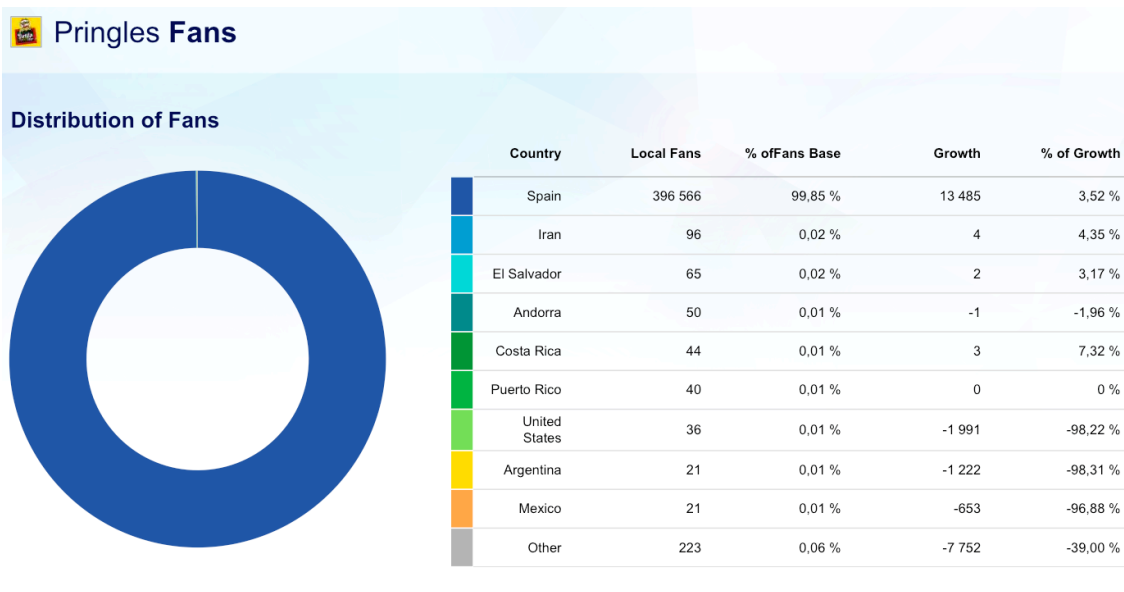 Pringles Fans
Distribution of Fans
Country Local Fans % ofFans Base Growth % of Growth
Spain 396 566 99,85 % 13 485 3,52 %
Iran 96 0,02 % 4 4,35 %
El Salvador 65 0,02 % 2 3,17 %
Andorra 50 0,01 % -1 -1,96 %
Costa Rica 44 0,01 % 3 7,32 %
Puerto Rico 40 0,01 % 0 0 %
United
States 36 0,01 % -1 991 -98,22 %
Argentina 21 0,01 % -1 222 -98,31 %
Mexico 21 0,01 % -653 -96,88 %
Other 223 0,06 % -7 752 -39,00 %